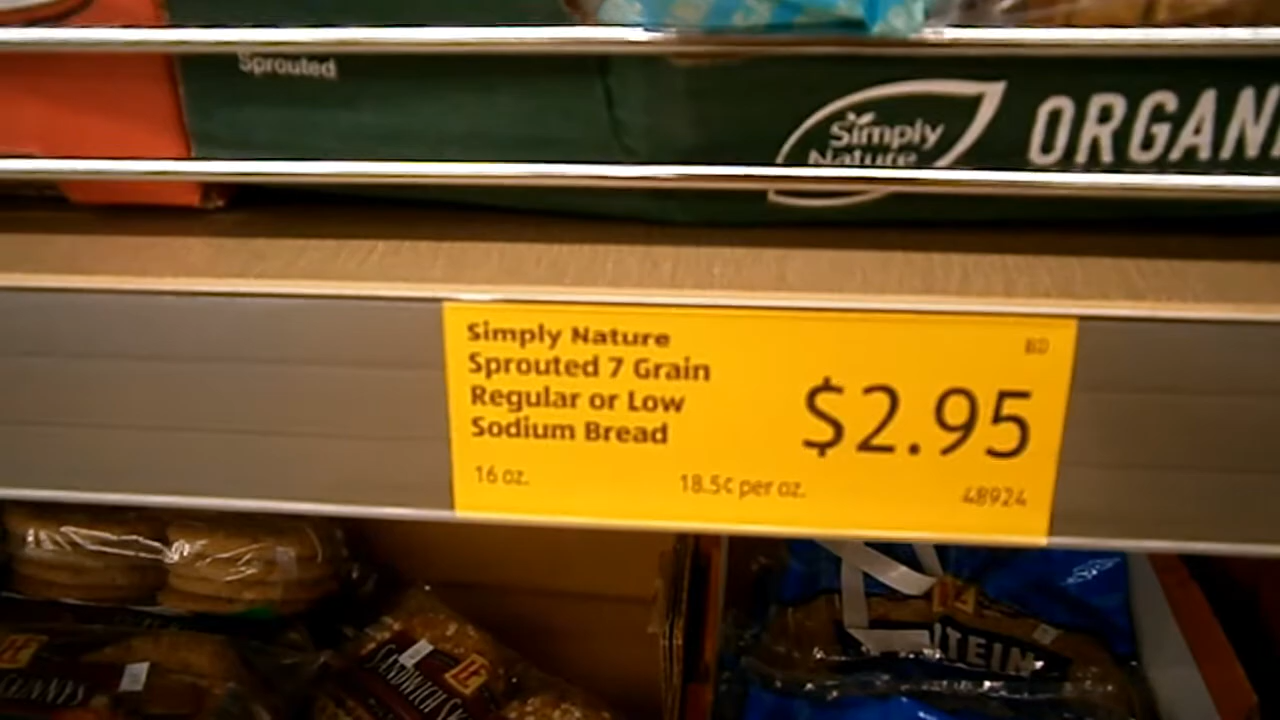 Sprouted
Simply
Nature
ORGAN
Simply Nature
BD
Sprouted 7 Grain
Regular or Low
Sodium Bread
$2.95
16 oz.
18.5¢ per oz.
48924
SANDWICH
TEIN